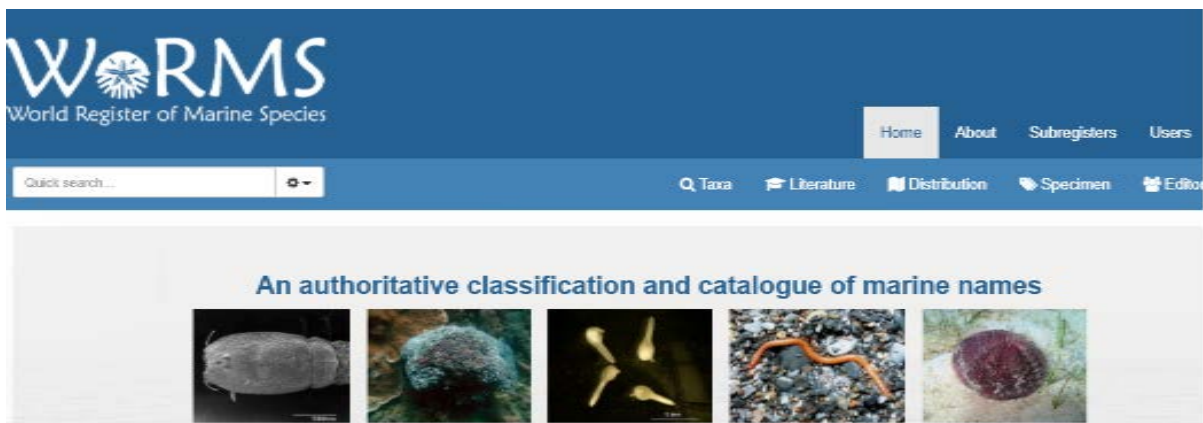 WoRMS
World Register of Marine Species
Home About Subregisters Users
Quick search...
Taxa Literature Distribution Specimen Editor
An authoritative classification and catalogue of marine names